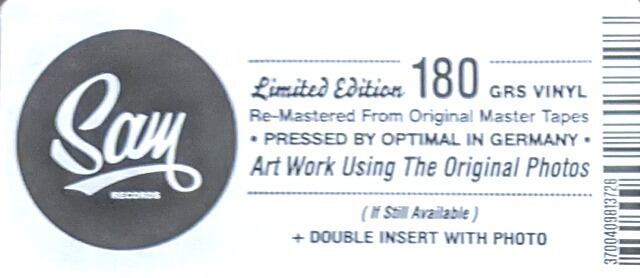 Sam
RECORDS
Limited Edition 180 GRS VINYL
Re-Mastered From Original Master Tapes
• PRESSED BY OPTIMAL IN GERMANY •
Art Work Using The Original Photos
( If Still Available )
+ DOUBLE INSERT WITH PHOTO
3700409813726